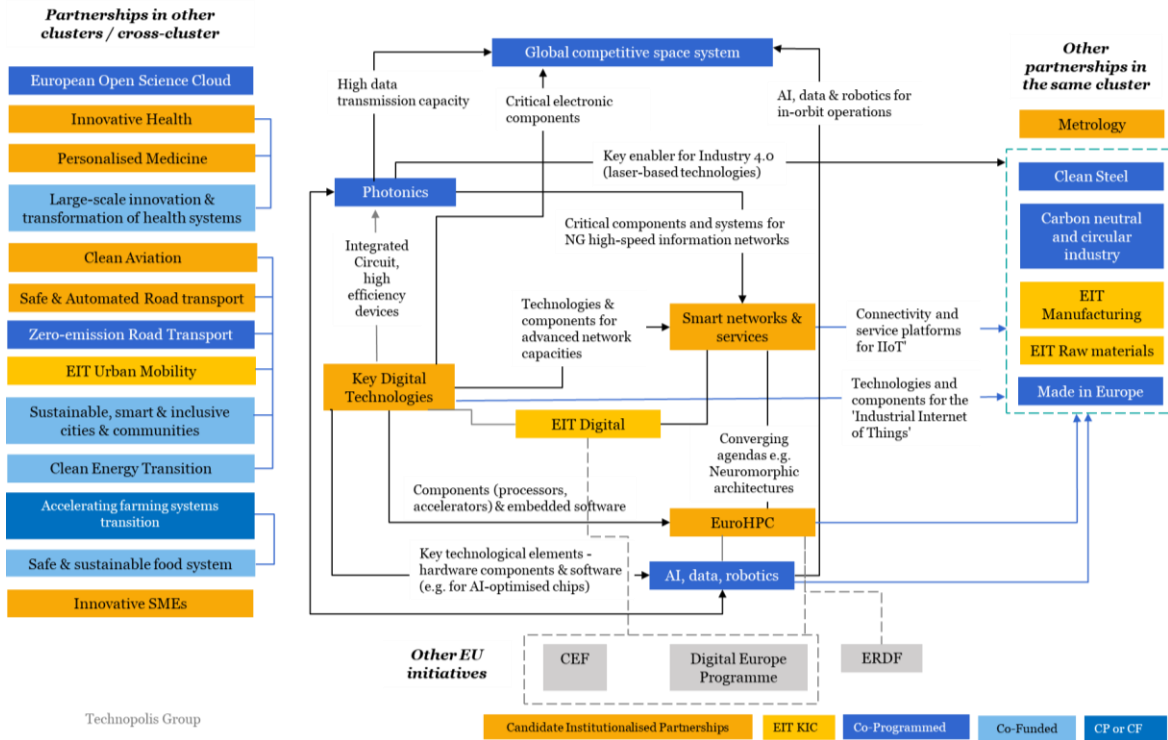 Partnerships in other
clusters / cross-cluster
European Open Science Cloud
Innovative Health
Personalised Medicine
Large-scale innovation &
transformation of health systems
Clean Aviation
Safe & Automated Road transport
Zero-emission Road Transport
EIT Urban Mobility
Sustainable, smart & inclusive
cities & communities
Clean Energy Transition
Accelerating farming systems
transition
Safe & sustainable food system
Innovative SMEs
Technopolis Group
Global competitive space system
High data
transmission capacity
Critical electronic
components
AI, data & robotics for
in-orbit operations
Key enabler for Industry 4.0
(laser-based technologies)
Photonics
Critical components and systems for
NG high-speed information networks
Integrated
Circuit,
high
efficiency
devices
Technologies &
components for
advanced network
capacities
Smart networks &
services
Connectivity and
service platforms
for IIoT'
Key Digital
Technologies
Technologies and
components for the
'Industrial Internet
of Things'
EIT Digital
Converging
agendas e.g.
Neuromorphic
architectures
Components (processors,
accelerators) & embedded software
EuroHPC
Key technological elements -
hardware components & software
(e.g. for AI-optimised chips)
AI, data, robotics
Other EU
initiatives
CEF
Digital Europe
Programme
ERDF
Other
partnerships in
the same cluster
Metrology
Clean Steel
Carbon neutral
and circular
industry
EIT
Manufacturing
EIT Raw materials
Made in Europe
Candidate Institutionalised Partnerships
EIT KIC
Co-Programmed
Co-Funded
CP or CF